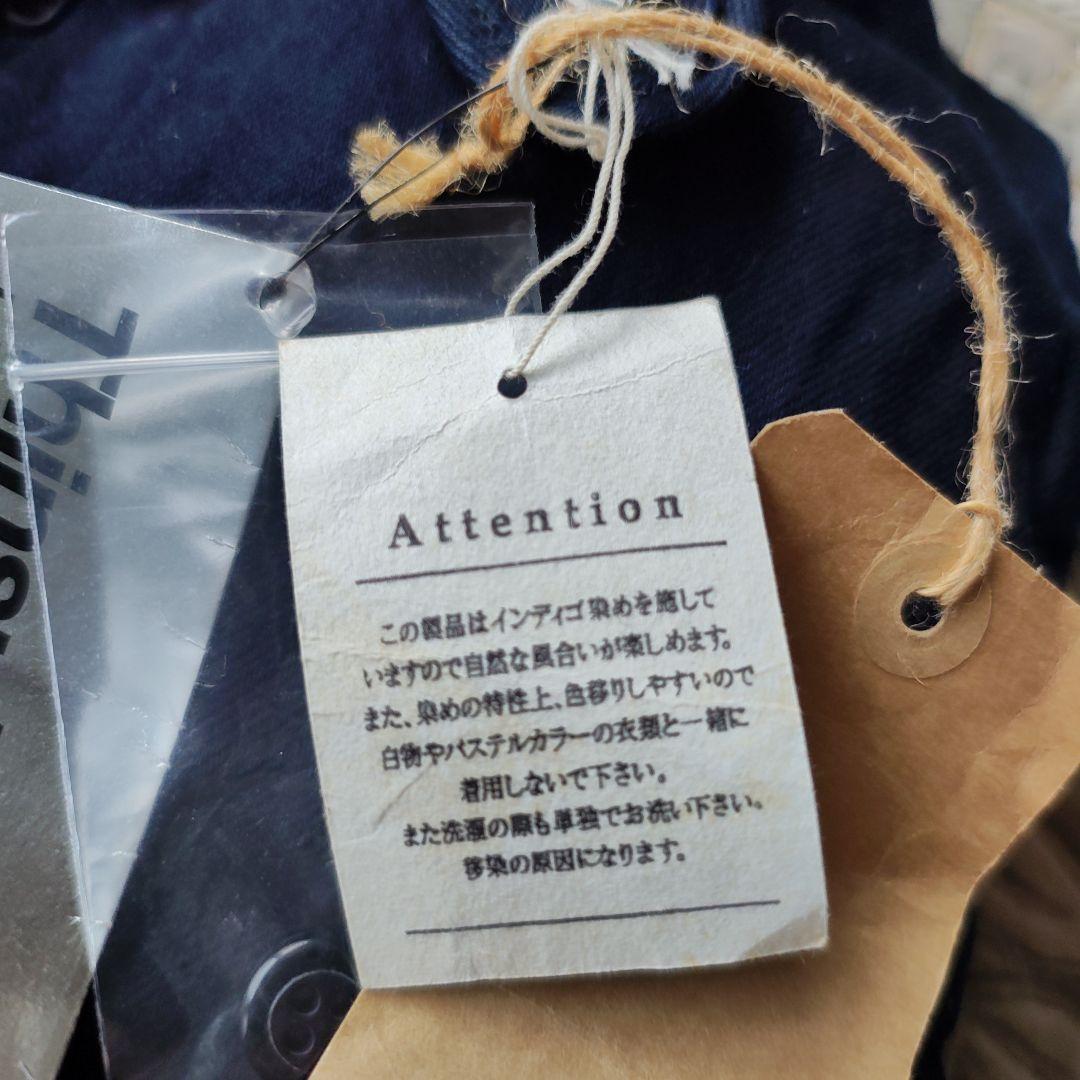 Attention
この製品はインディゴ染めを施して
いますので自然な風合いが楽しめます。
また、染めの特性上、色移りしやすいので
白物やパステルカラーの衣類と一緒に
着用しないで下さい。
また洗濯の際も単独でお洗い下さい。
移染の原因になります。